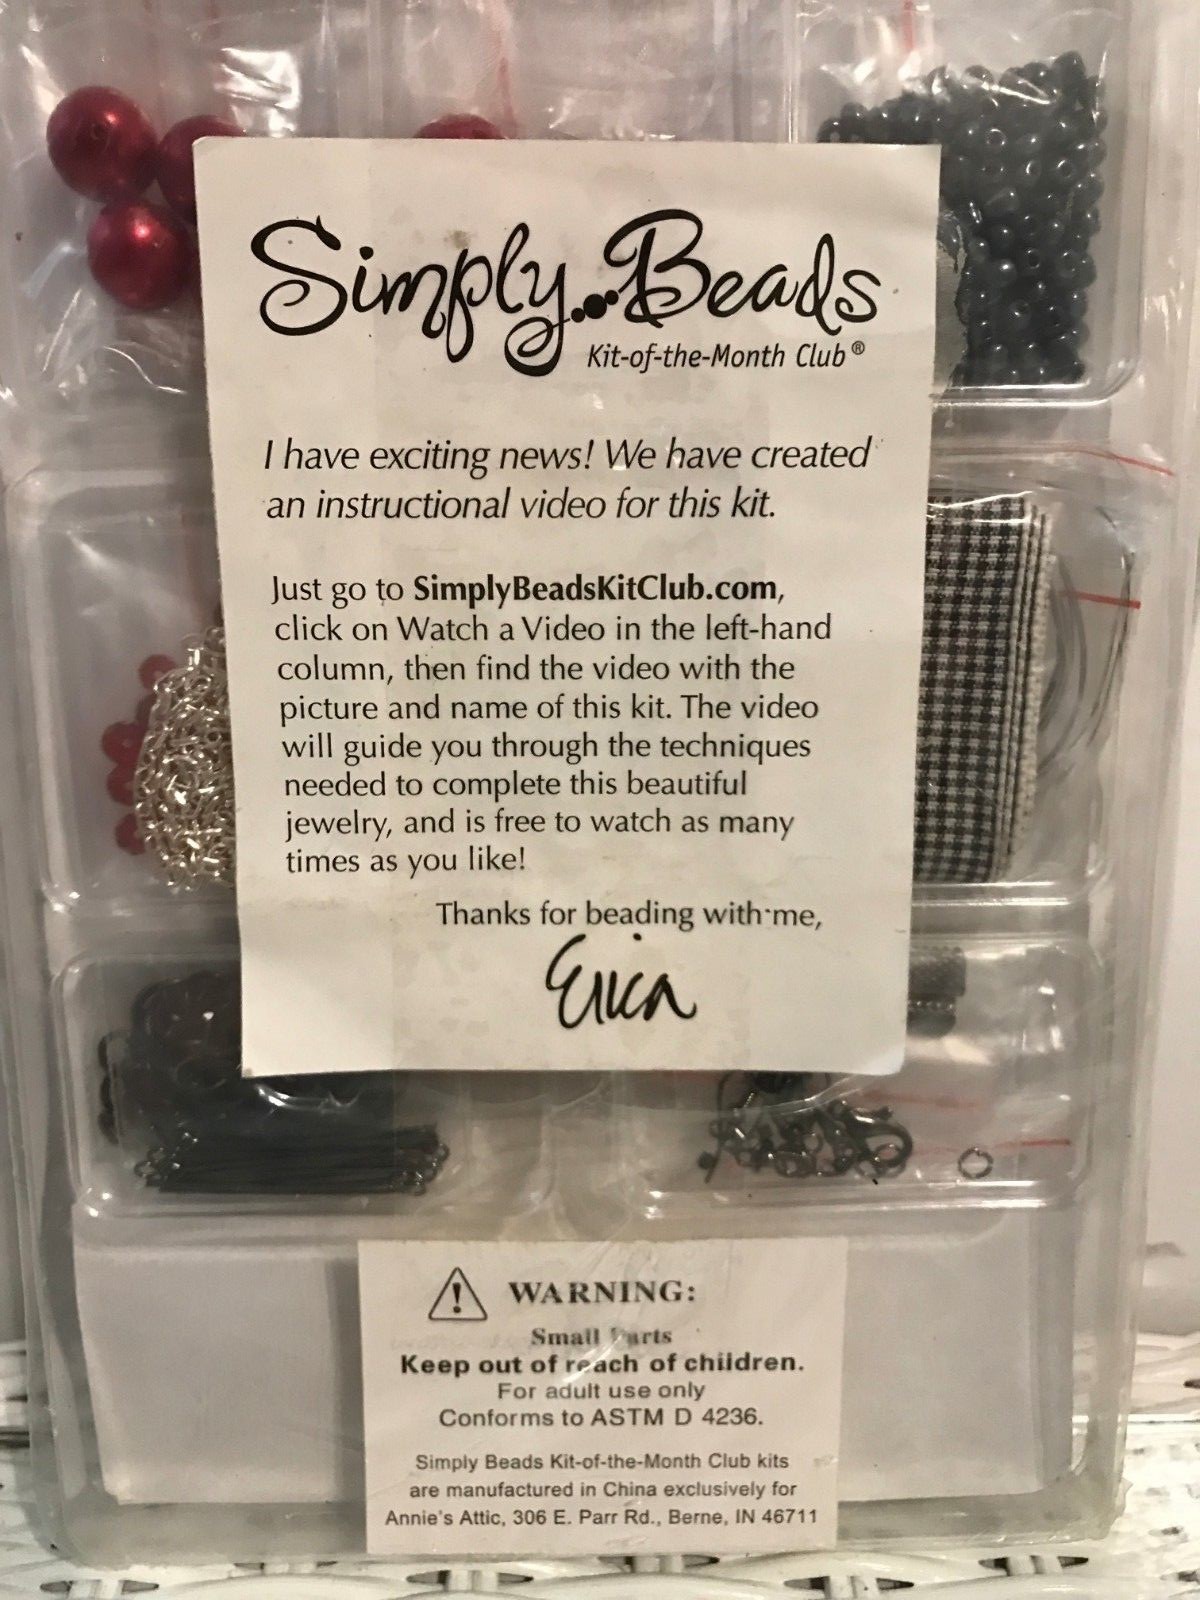 Simply...Beads
Kit-of-the-Month Club®
I have exciting news! We have created
an instructional video for this kit.
Just go to SimplyBeadsKitClub.com,
click on Watch a Video in the left-hand
column, then find the video with the
picture and name of this kit. The video
will guide you through the techniques
needed to complete this beautiful
jewelry, and is free to watch as many
times as you like!
Thanks for beading with me,
Erica
WARNING:
Small Parts
Keep out of reach of children.
For adult use only
Conforms to ASTM D 4236.
Simply Beads Kit-of-the-Month Club kits
are manufactured in China exclusively for
Annie's Attic, 306 E. Parr Rd., Berne, IN 46711